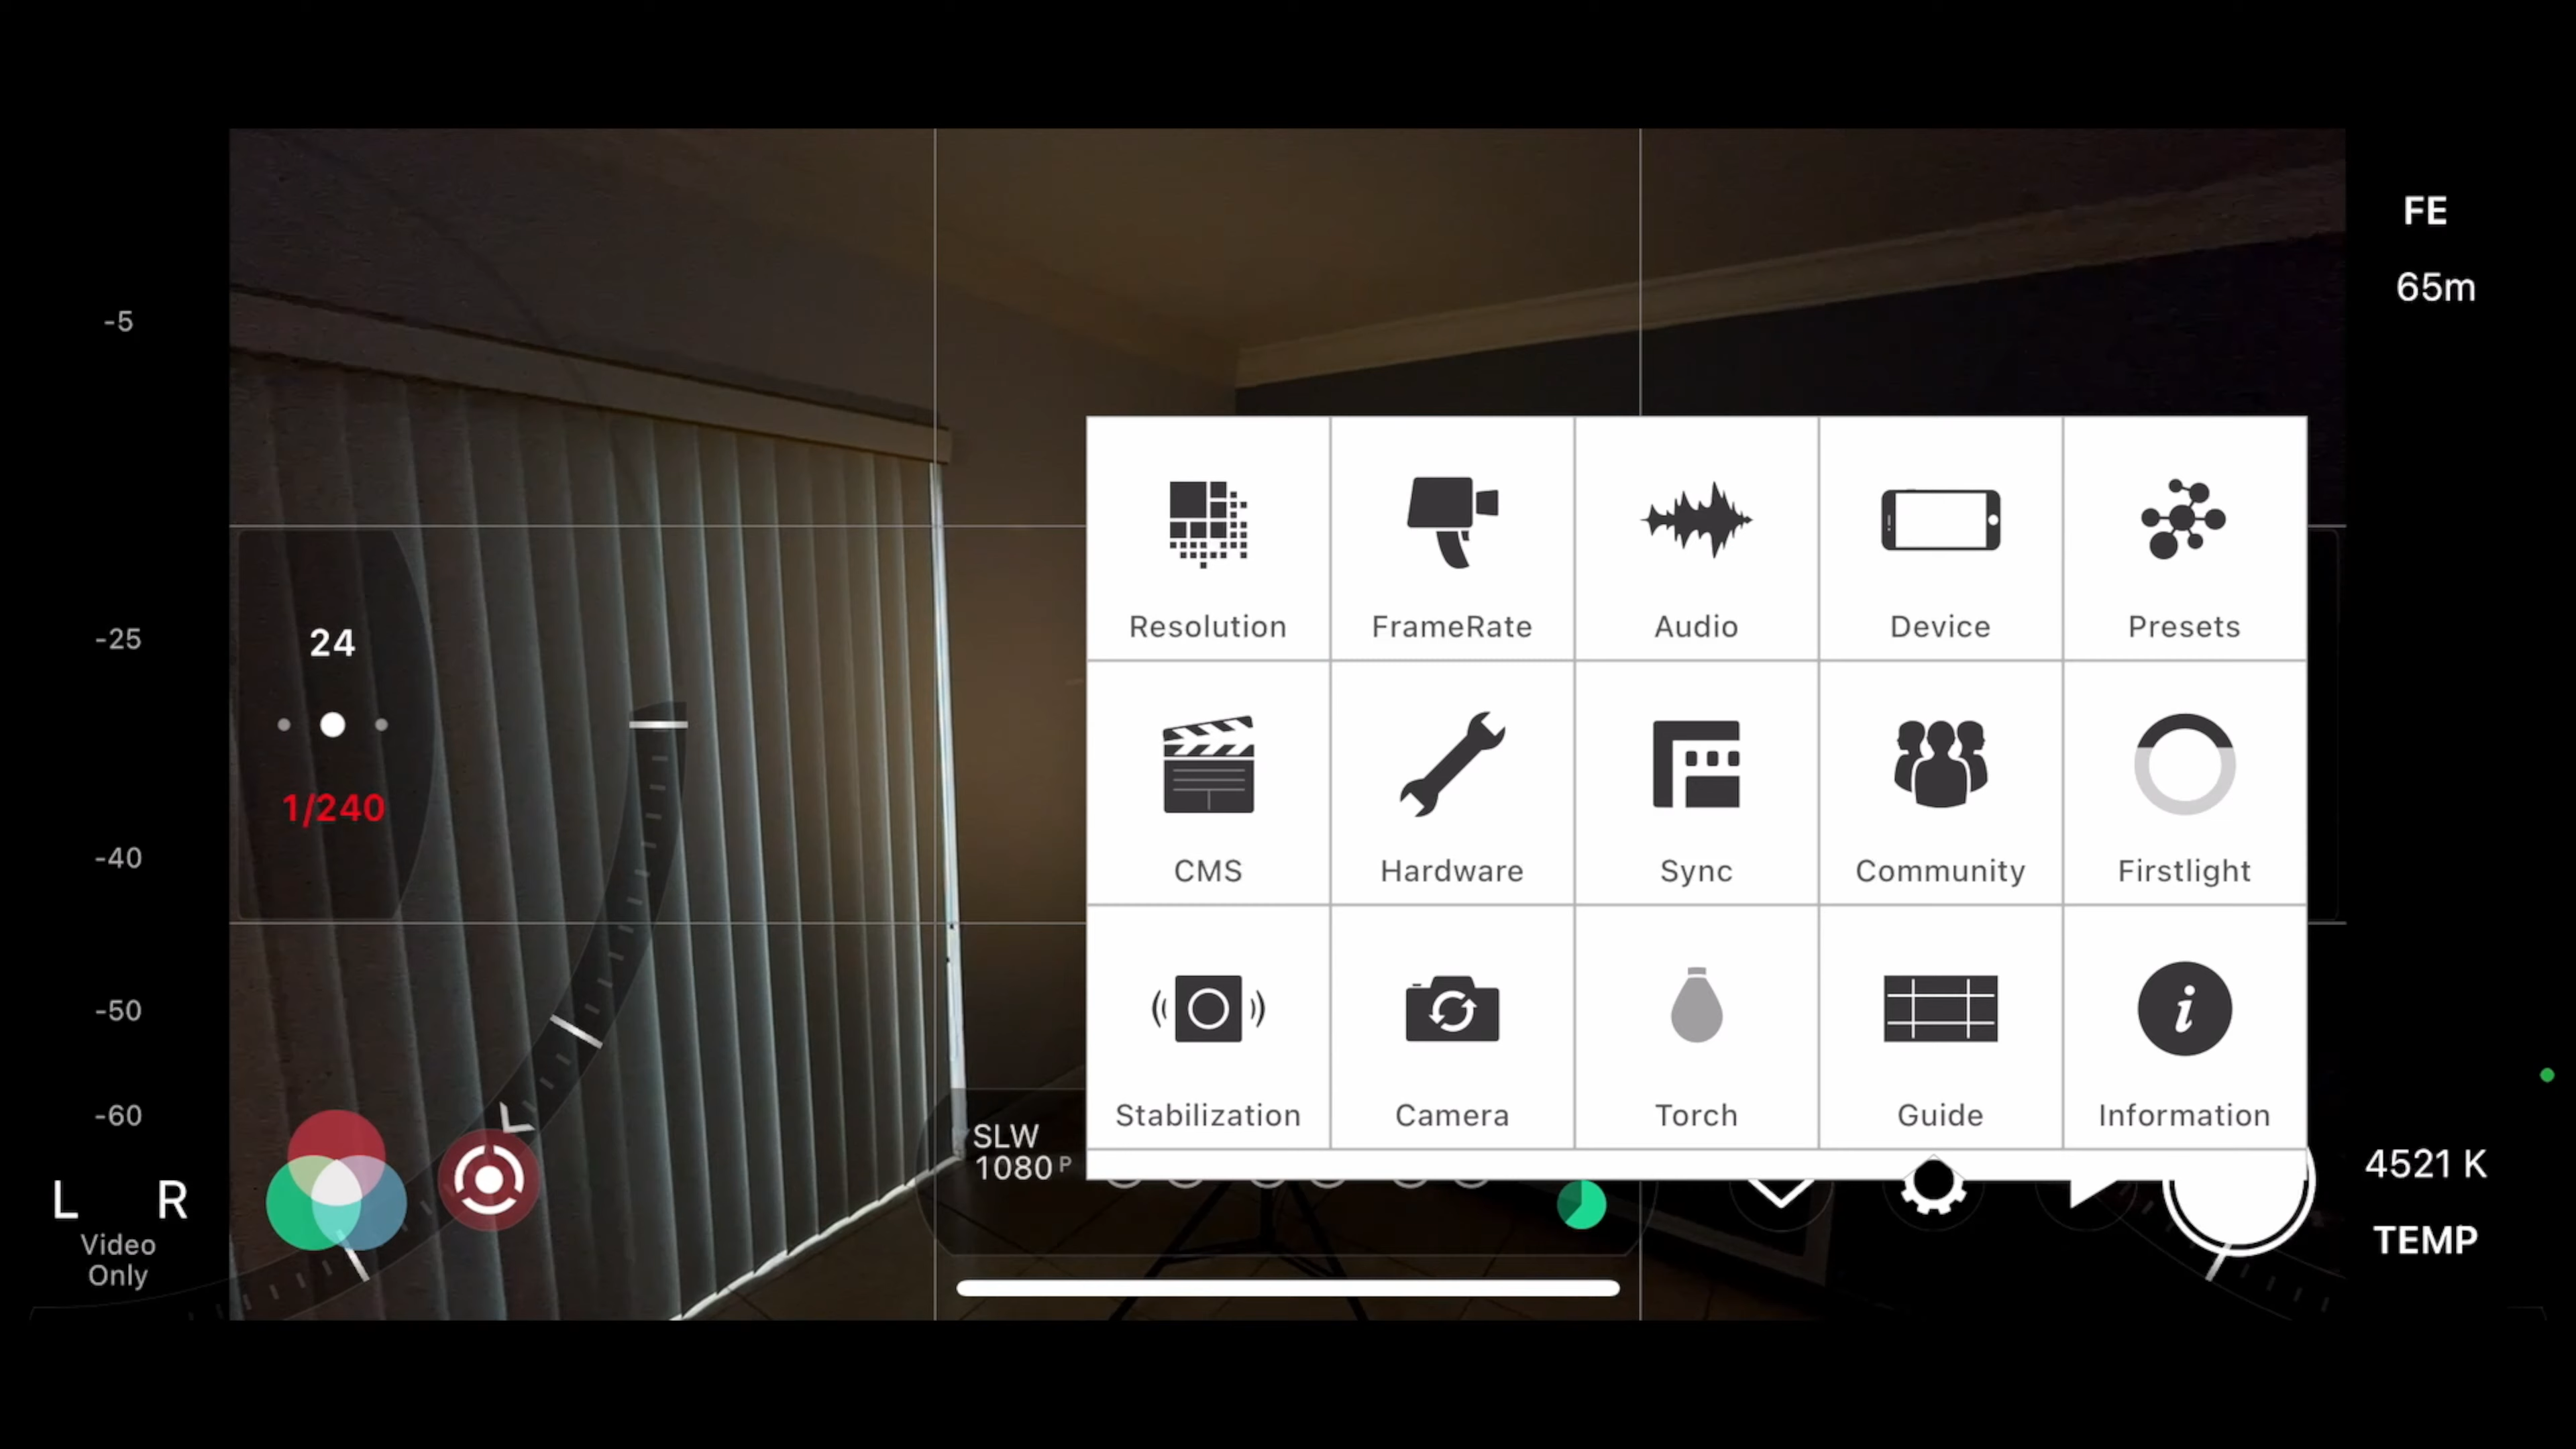 FE
65m
-5
-25
-40
-50
-60
24
1/240
L R
Video
Only
Resolution
FrameRate
Audio
Device
Presets
CMS
Hardware
Sync
Community
Firstlight
Stabilization
Camera
Torch
Guide
Information
SLW
1080P
4521 K
TEMP